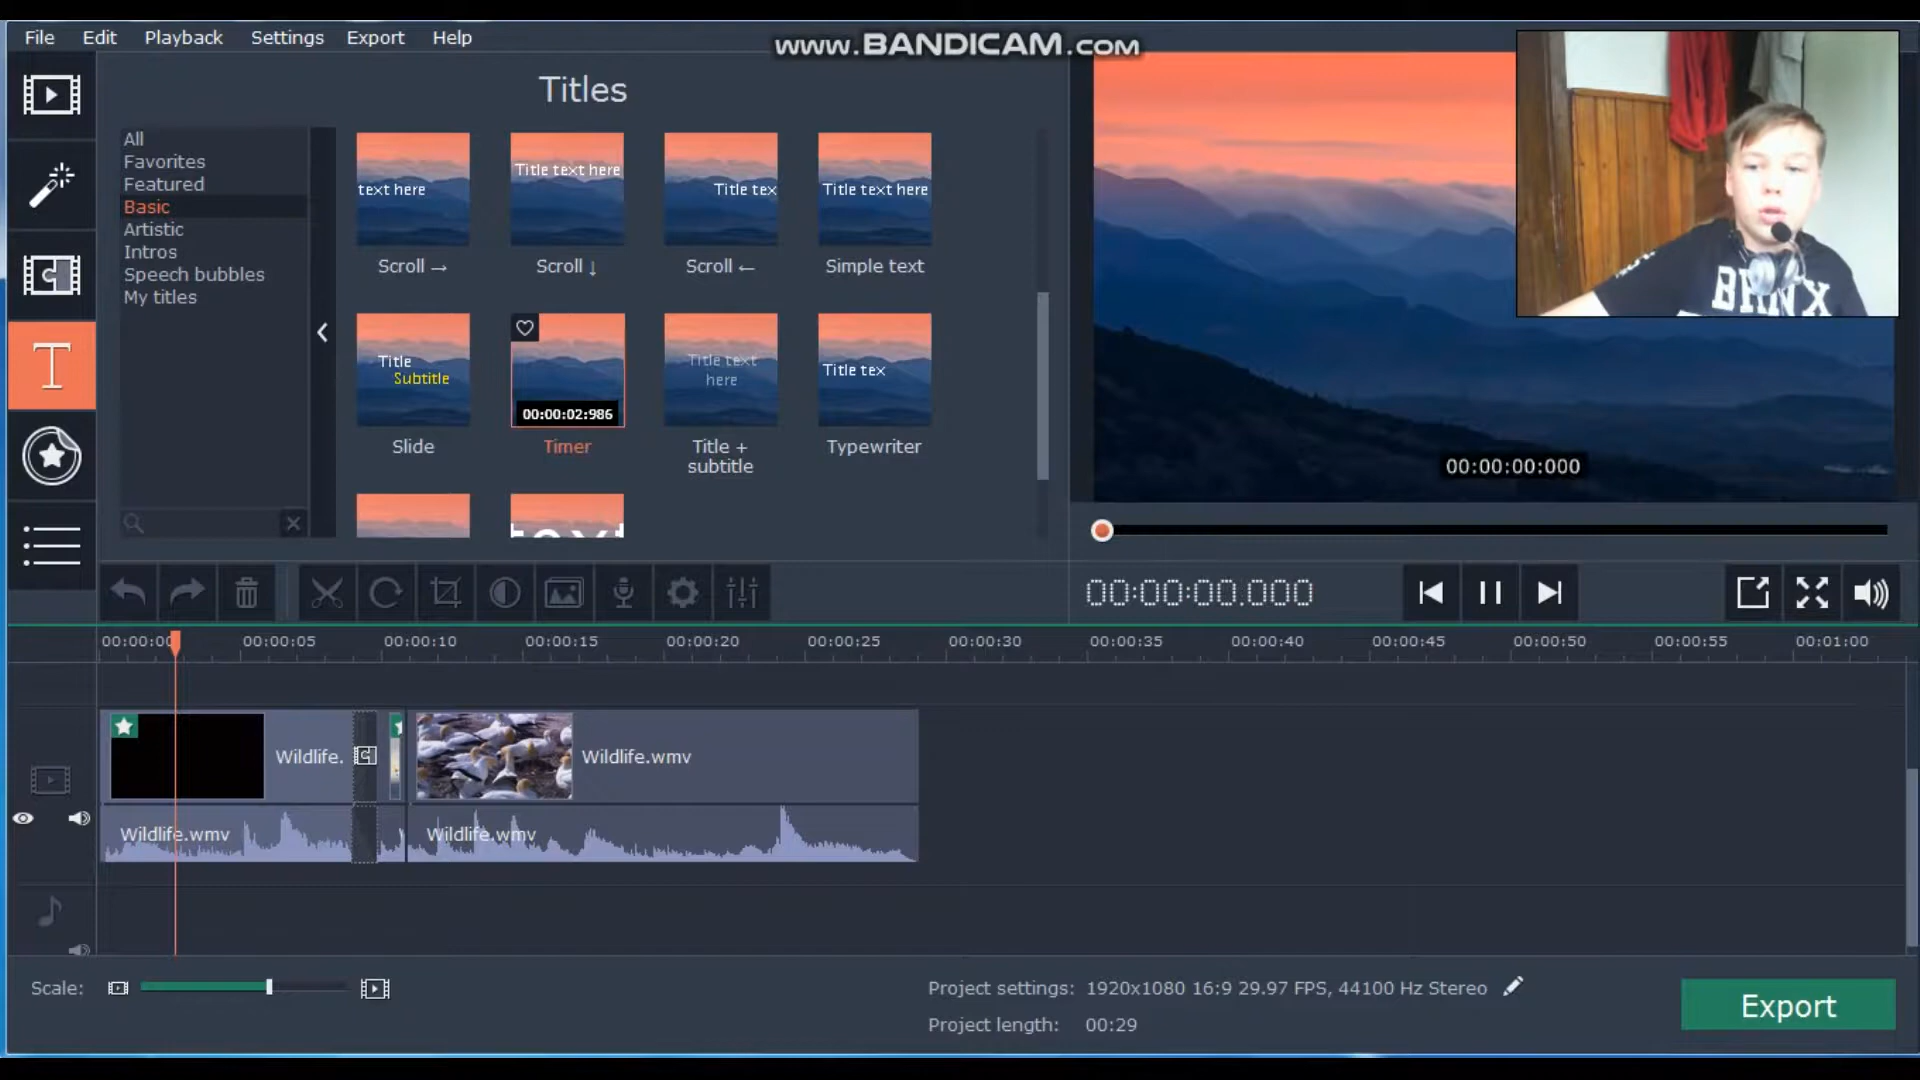 File Edit Playback Settings Export Help
www.BANDICAM.com
Titles
All
Favorites
Featured
Basic
Artistic
Intros
Speech bubbles
My titles
text here
Title text here
Title tex
Title text here
Scroll →
Scroll ↓
Scroll ←
Simple text
Title
Subtitle
00:00:02:986
Title text
here
Title tex
Slide
Timer
Title +
subtitle
Typewriter
text
00:00:00:000
00:00:00.000
00:00:00 00:00:05 00:00:10 00:00:15 00:00:20 00:00:25 00:00:30 00:00:35 00:00:40 00:00:45 00:00:50 00:00:55 00:01:00
Wildlife.
Wildlife.wmv
Wildlife.wmv
Wildlife.wmv
Scale:
Project settings: 1920x1080 16:9 29.97 FPS, 44100 Hz Stereo
Project length: 00:29
Export